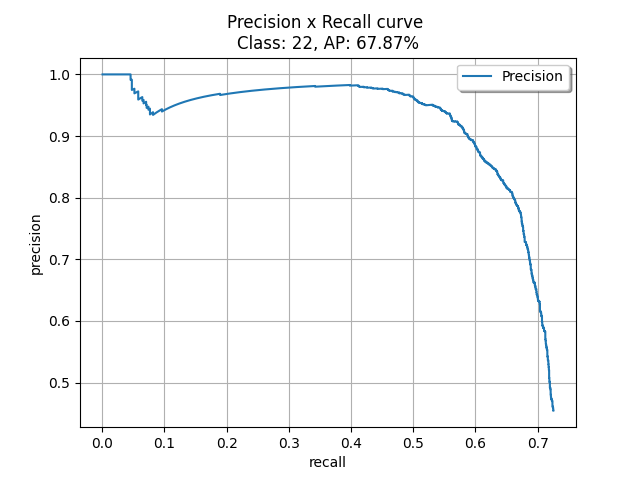 Precision x Recall curve
Class: 22, AP: 67.87%
Precision
1.0
0.9
0.8
0.7
0.6
0.5
precision
0.0 0.1 0.2 0.3 0.4 0.5 0.6 0.7
recall